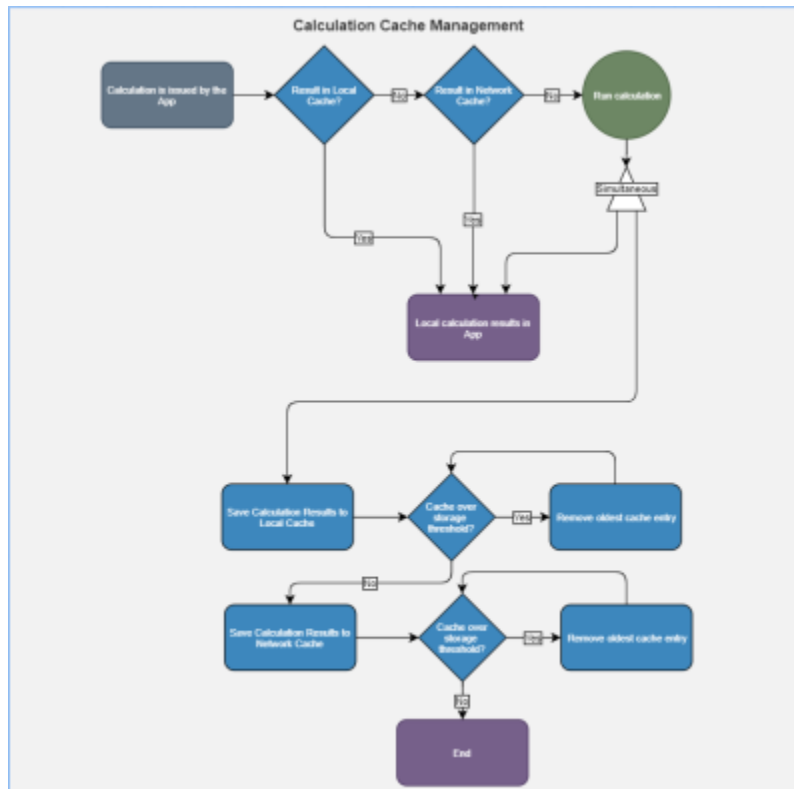 Calculation Cache Management
Calculation is issued by the
App
Result in Local
Cache?
No
Result in Network
Cache?
No
Run calculation
Simultaneous
Yes
Yes
Local calculation results in
App
Save Calculation Results to
Local Cache
Cache over
storage
threshold?
Yes
Remove oldest cache entry
No
Save Calculation Results to
Network Cache
Cache over
storage
threshold?
Yes
Remove oldest cache entry
No
End